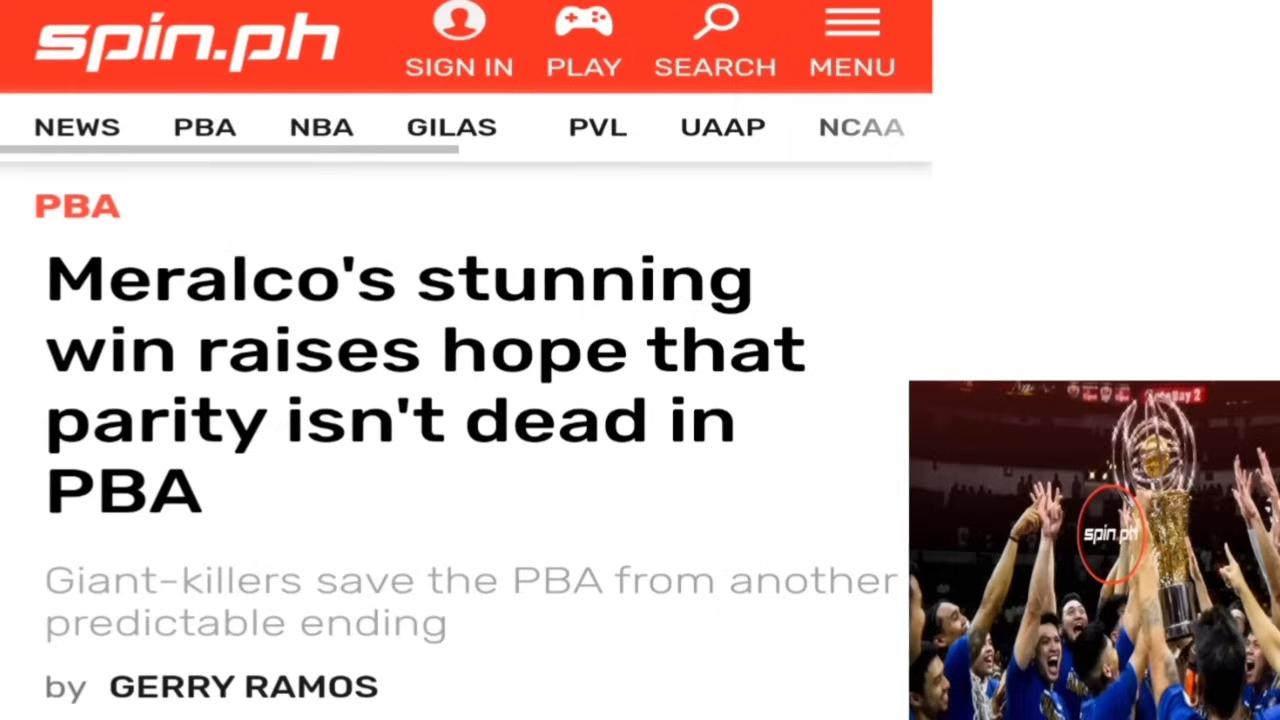 spin.ph
SIGN IN PLAY SEARCH MENU
NEWS PBA NBA GILAS PVL UAAP NCAA
PBA
Meralco's stunning
win raises hope that
parity isn't dead in
PBA
Giant-killers save the PBA from another
predictable ending
by GERRY RAMOS
spin.ph